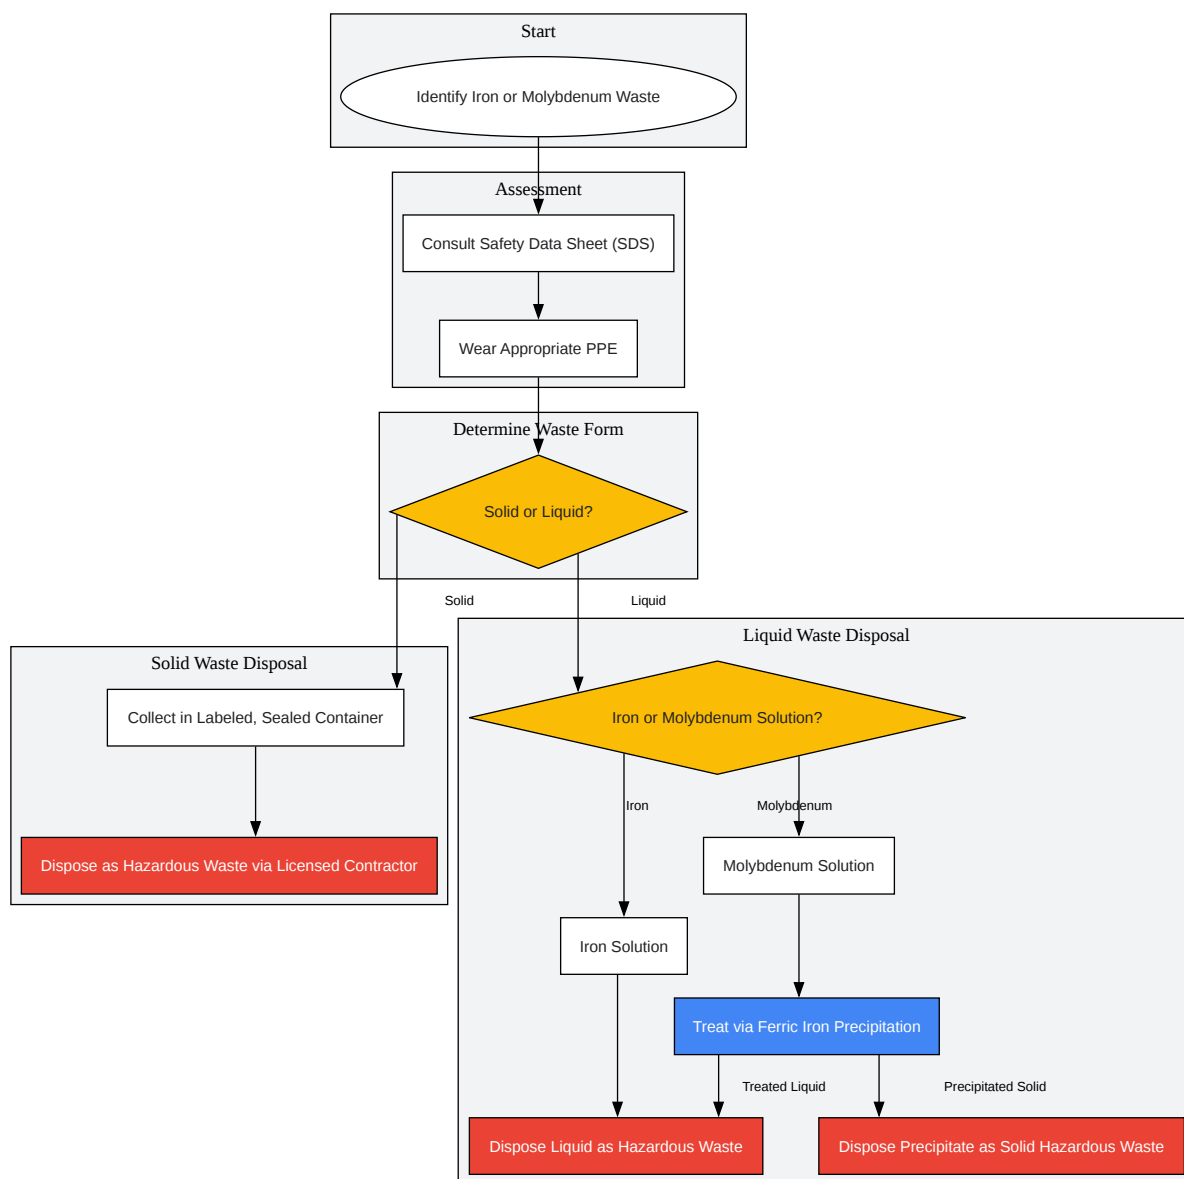 Start
Identify Iron or Molybdenum Waste
Assessment
Consult Safety Data Sheet (SDS)
Wear Appropriate PPE
Determine Waste Form
Solid or Liquid?
Solid
Liquid
Solid Waste Disposal
Collect in Labeled, Sealed Container
Dispose as Hazardous Waste via Licensed Contractor
Liquid Waste Disposal
Iron or Molybdenum Solution?
Iron
Molybdenum
Molybdenum Solution
Iron Solution
Treat via Ferric Iron Precipitation
Treated Liquid
Precipitated Solid
Dispose Liquid as Hazardous Waste
Dispose Precipitate as Solid Hazardous Waste